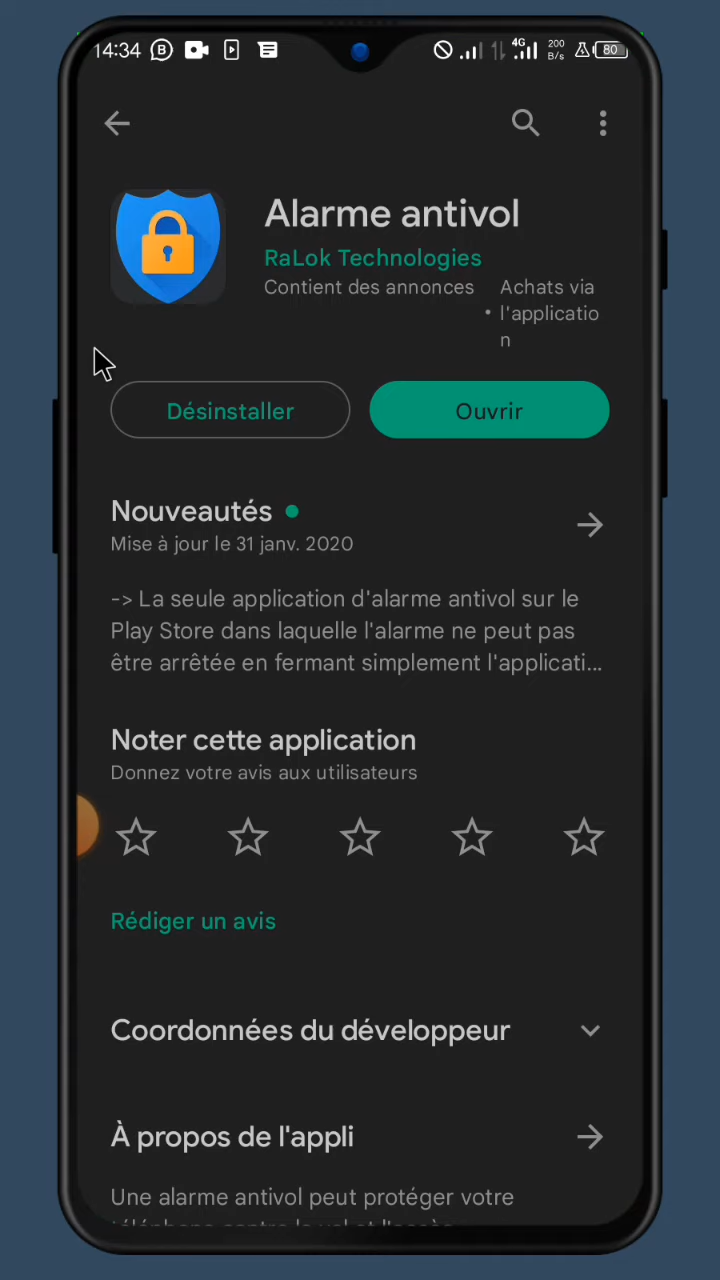 14:34 4G 200 B/s 80
Alarme antivol
RaLok Technologies
Contient des annonces
Achats via
• l'applicatio
n
Désinstaller
Ouvrir
Nouveautés
Mise à jour le 31 janv. 2020
-> La seule application d'alarme antivol sur le
Play Store dans laquelle l'alarme ne peut pas
être arrêtée en fermant simplement l'applicati...
Noter cette application
Donnez votre avis aux utilisateurs
Rédiger un avis
Coordonnées du développeur
À propos de l'appli
Une alarme antivol peut protéger votre